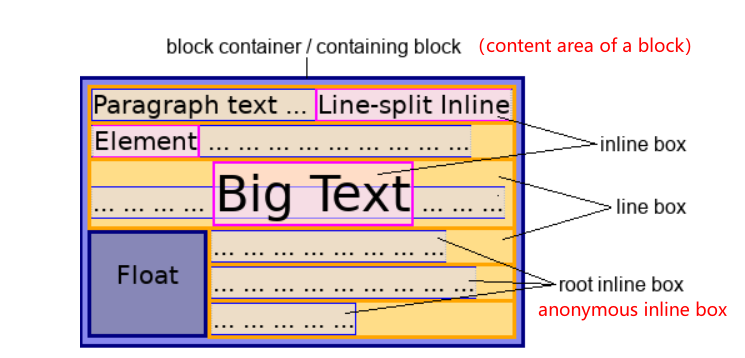 block container / containing block （content area of a block）
Paragraph text ... Line-split Inline
Element ... ... ... ... ... ... ... ... ...
inline box
... ... ... ... Big Text ... ... ...
line box
... ... ... ... ... ... ... ...
Float
... ... ... ... ... ... ... ... ...
root inline box
anonymous inline box
... ... ... ... ...